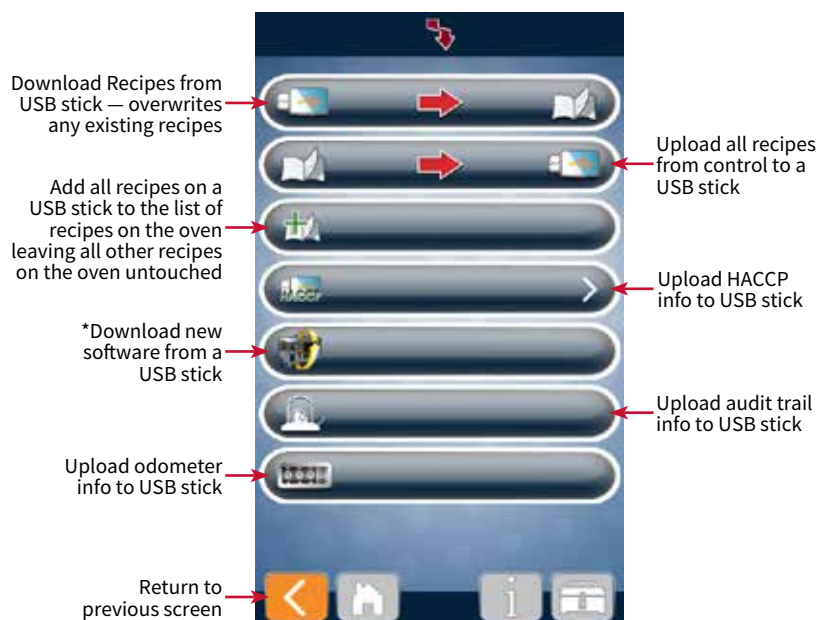 Download Recipes from
USB stick — overwrites
any existing recipes
Upload all recipes
from control to a
USB stick
Add all recipes on a
USB stick to the list of
recipes on the oven
leaving all other recipes
on the oven untouched
HACCP
Upload HACCP
info to USB stick
*Download new
software from a
USB stick
Upload audit trail
info to USB stick
Upload odometer
info to USB stick
Return to
previous screen
i